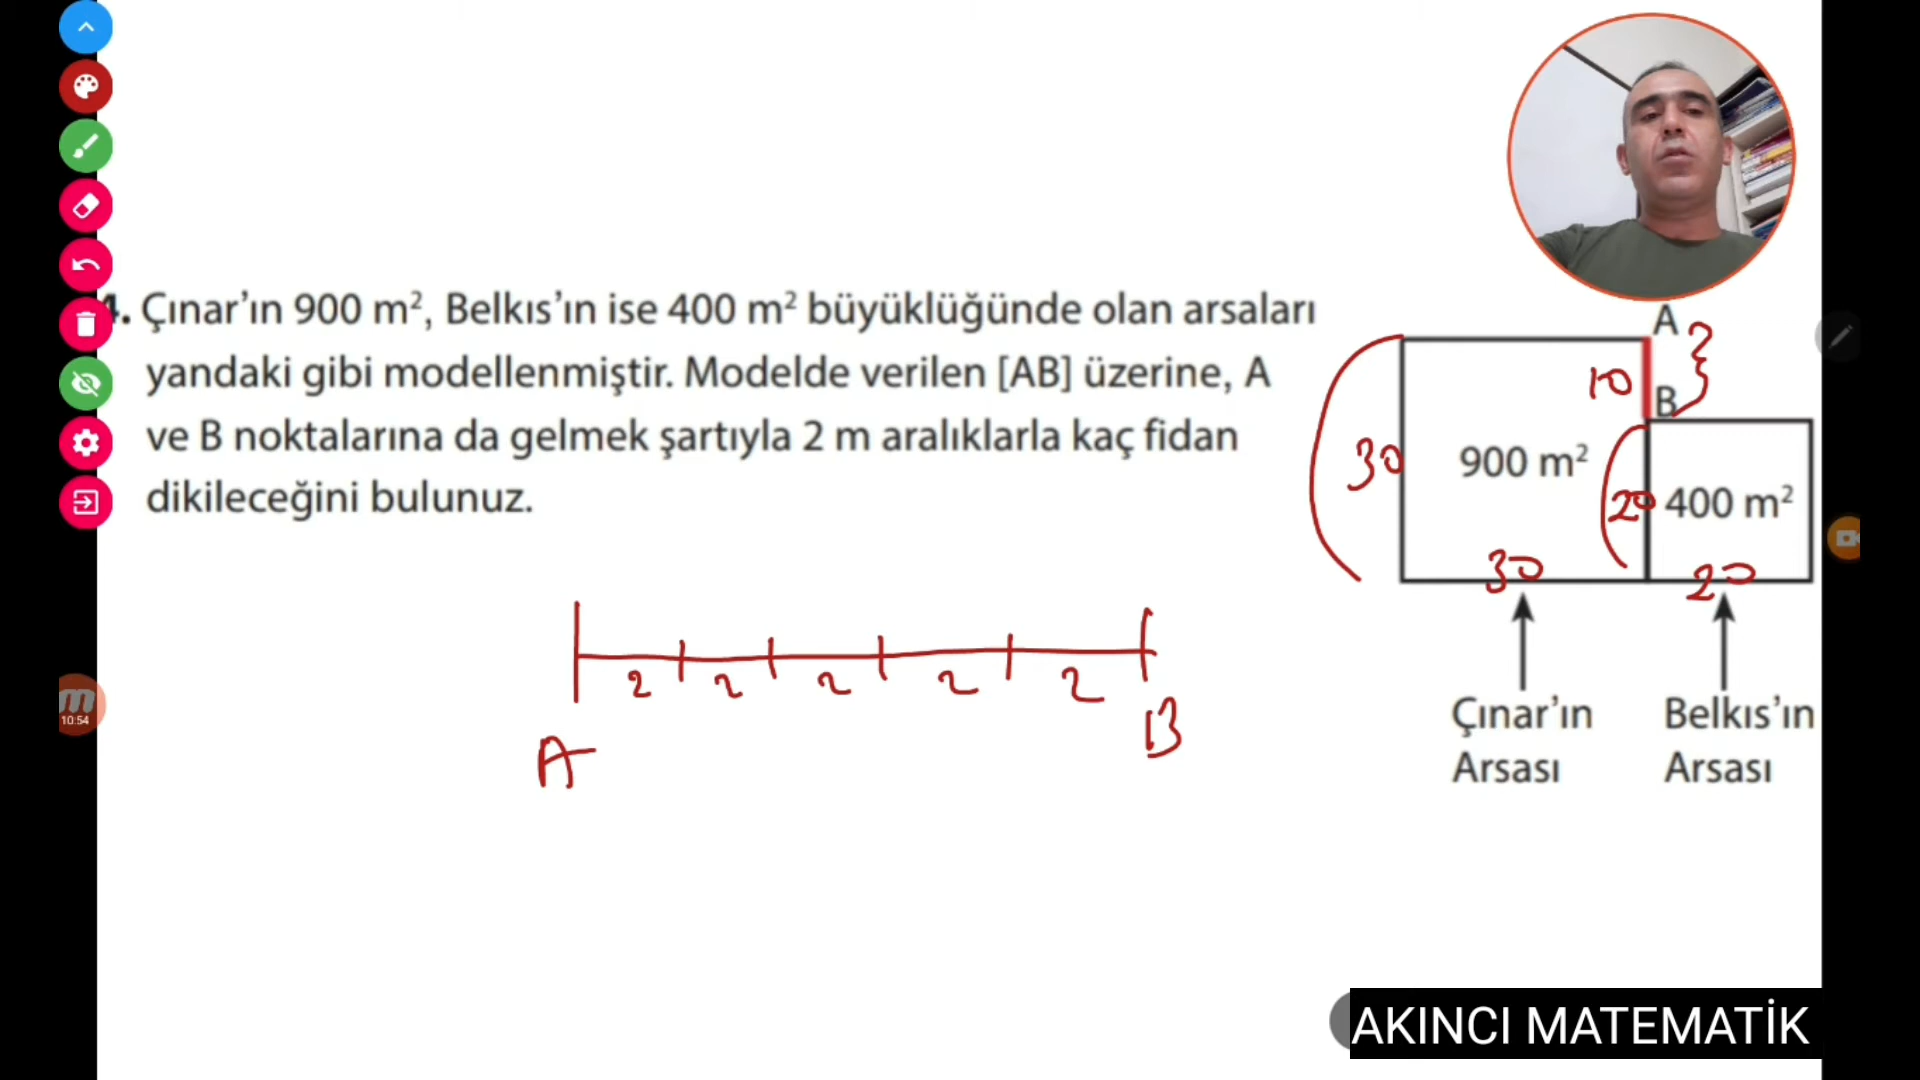 4. Çınar’ın 900 m², Belkıs’ın ise 400 m² büyüklüğünde olan arsaları
yandaki gibi modellenmiştir. Modelde verilen [AB] üzerine, A
ve B noktalarına da gelmek şartıyla 2 m aralıklarla kaç fidan
dikileceğini bulunuz.
A
10
B
30
900 m²
20
400 m²
30
20
2 2 2 2 2
A
B
Çınar’ın
Arsası
Belkıs’ın
Arsası
10:54
AKINCI MATEMATİK